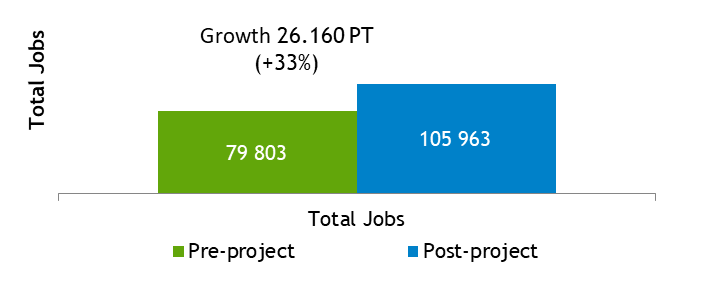 Growth 26.160 PT
(+33%)
Total Jobs
79 803
105 963
Total Jobs
Pre-project
Post-project